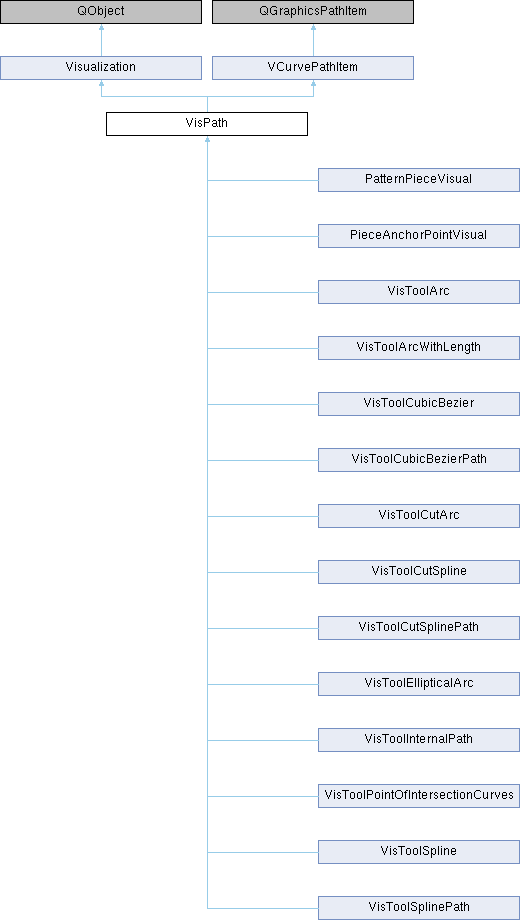 QObject
QGraphicsPathItem
Visualization
VCurvePathItem
VisPath
PatternPieceVisual
PieceAnchorPointVisual
VisToolArc
VisToolArcWithLength
VisToolCubicBezier
VisToolCubicBezierPath
VisToolCutArc
VisToolCutSpline
VisToolCutSplinePath
VisToolEllipticalArc
VisToolInternalPath
VisToolPointOfIntersectionCurves
VisToolSpline
VisToolSplinePath